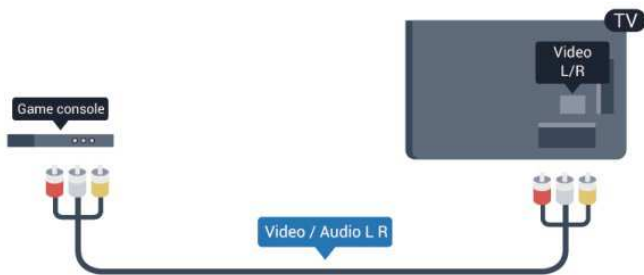 TV
Video
L/R
Game console
Video / Audio L R